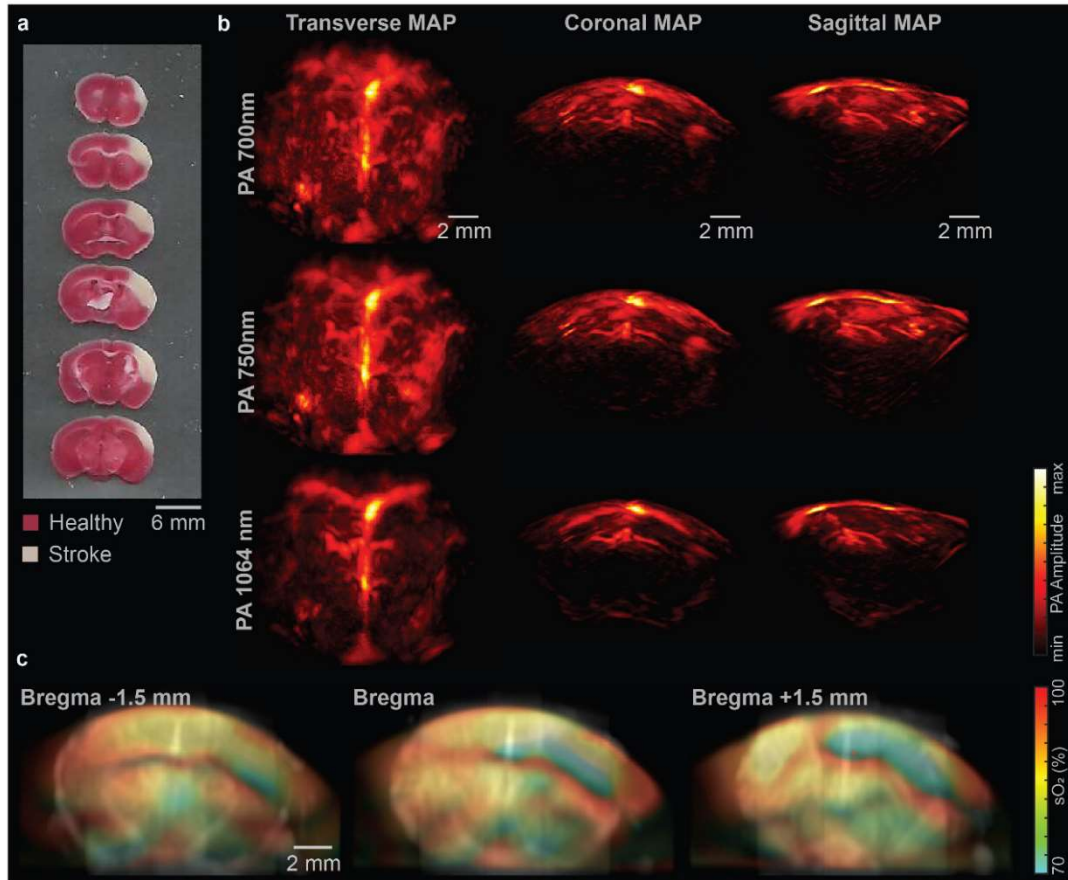 a
b
Transverse MAP
Coronal MAP
Sagittal MAP
PA 700nm
2 mm
2 mm
2 mm
PA 750nm
PA 1064 nm
Healthy
Stroke
6 mm
max
PA Amplitude
min
c
Bregma -1.5 mm
Bregma
Bregma +1.5 mm
2 mm
100
sO₂ (%)
70